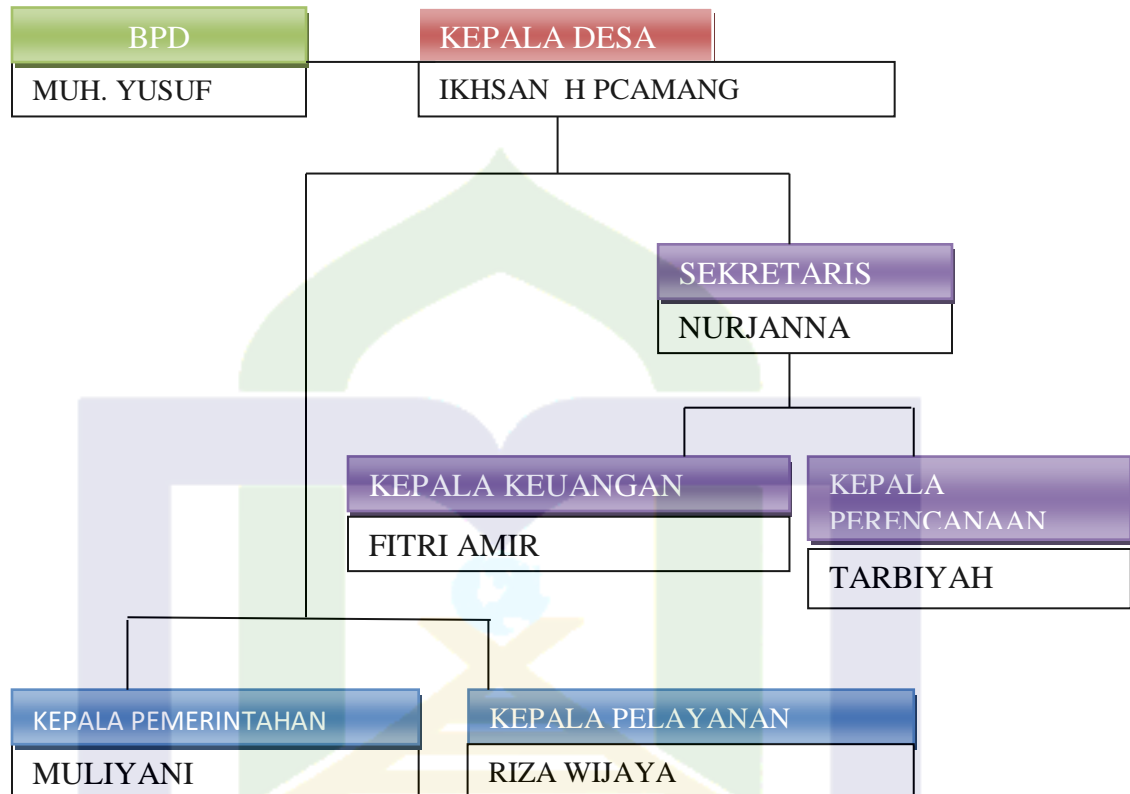 BPD
KEPALA DESA
MUH. YUSUF
IKHSAN  H PCAMANG
SEKRETARIS
NURJANNA
KEPALA KEUANGAN
FITRI AMIR
KEPALA
PERENCANAAN
TARBIYAH
KEPALA PEMERINTAHAN
MULIYANI
KEPALA PELAYANAN
RIZA WIJAYA